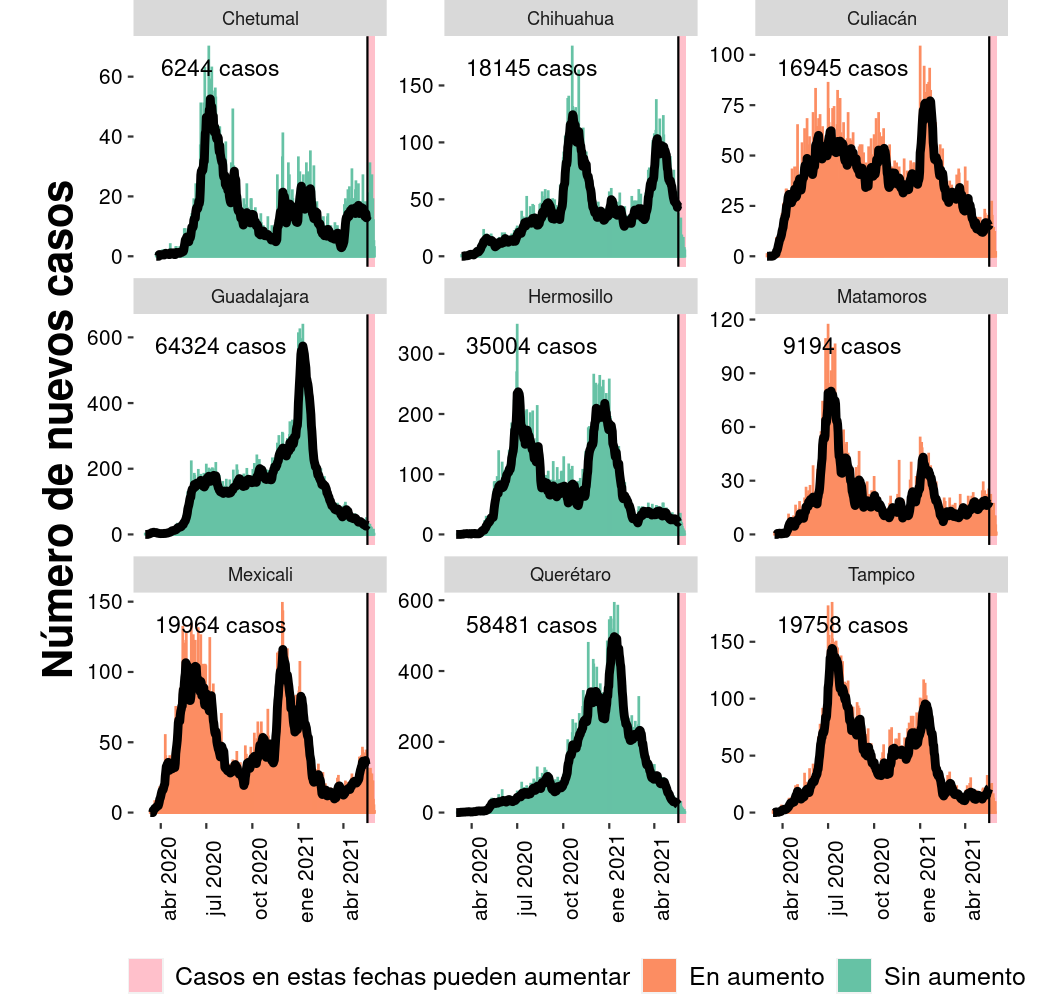 Número de nuevos casos
Chetumal
6244 casos
60
40
20
0
Chihuahua
18145 casos
150
100
50
0
Culiacán
16945 casos
100
75
50
25
0
Guadalajara
64324 casos
600
400
200
0
Hermosillo
35004 casos
300
200
100
0
Matamoros
9194 casos
120
90
60
30
0
Mexicali
19964 casos
150
100
50
0
Querétaro
58481 casos
600
400
200
0
Tampico
19758 casos
150
100
50
0
abr 2020
jul 2020
oct 2020
ene 2021
abr 2021
abr 2020
jul 2020
oct 2020
ene 2021
abr 2021
abr 2020
jul 2020
oct 2020
ene 2021
abr 2021
Casos en estas fechas pueden aumentar
En aumento
Sin aumento